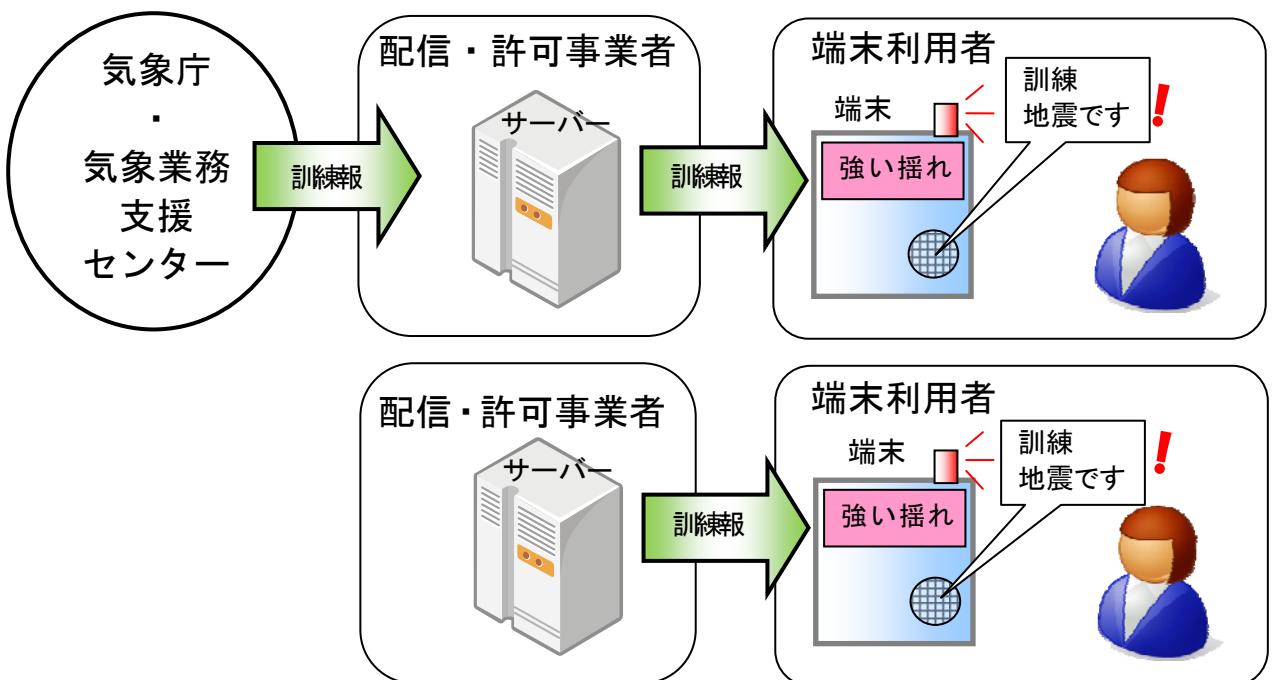 気象庁
・
気象業務
支援
センター
訓練報
配信・許可事業者
サーバー
訓練報
端末利用者
端末
訓練
地震です
強い揺れ
配信・許可事業者
サーバー
訓練報
端末利用者
端末
訓練
地震です
強い揺れ